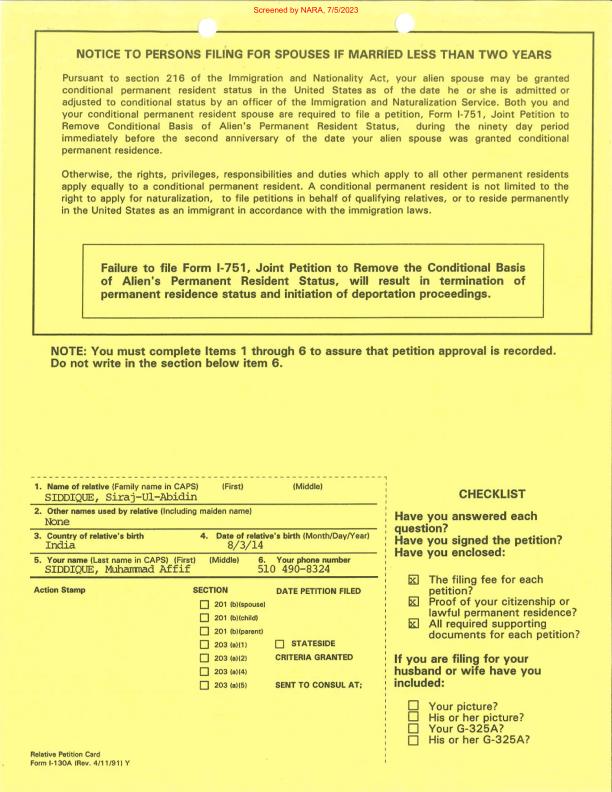 Screened by NARA, 7/5/2023
NOTICE TO PERSONS FILING FOR SPOUSES IF MARRIED LESS THAN TWO YEARS
Pursuant to section 216 of the Immigration and Nationality Act, your alien spouse may be granted
conditional permanent resident status in the United States as of the date he or she is admitted or
adjusted to conditional status by an officer of the Immigration and Naturalization Service. Both you and
your conditional permanent resident spouse are required to file a petition, Form I-751, Joint Petition to
Remove Conditional Basis of Alien's Permanent Resident Status, during the ninety day period
immediately before the second anniversary of the date your alien spouse was granted conditional
permanent residence.
Otherwise, the rights, privileges, responsibilities and duties which apply to all other permanent residents
apply equally to a conditional permanent resident. A conditional permanent resident is not limited to the
right to apply for naturalization, to file petitions in behalf of qualifying relatives, or to reside permanently
in the United States as an immigrant in accordance with the immigration laws.
Failure to file Form I-751, Joint Petition to Remove the Conditional Basis
of Alien's Permanent Resident Status, will result in termination of
permanent residence status and initiation of deportation proceedings.
NOTE: You must complete Items 1 through 6 to assure that petition approval is recorded.
Do not write in the section below item 6.
1. Name of relative (Family name in CAPS) (First) (Middle)
SIDDIQUE, Siraj-Ul-Abidin
2. Other names used by relative (Including maiden name)
None
3. Country of relative's birth 4. Date of relative's birth (Month/Day/Year)
India 8/3/14
5. Your name (Last name in CAPS) (First) (Middle) 6. Your phone number
SIDDIQUE, Muhammad Affif 510 490-8324
Action Stamp SECTION DATE PETITION FILED
201 (b)(spouse)
201 (b)(child)
201 (b)(parent)
203 (a)(1) STATESIDE
203 (a)(2) CRITERIA GRANTED
203 (a)(4)
203 (a)(5) SENT TO CONSUL AT;
Relative Petition Card
Form I-130A (Rev. 4/11/91) Y
CHECKLIST
Have you answered each
question?
Have you signed the petition?
Have you enclosed:
The filing fee for each
petition?
Proof of your citizenship or
lawful permanent residence?
All required supporting
documents for each petition?
If you are filing for your
husband or wife have you
included:
Your picture?
His or her picture?
Your G-325A?
His or her G-325A?